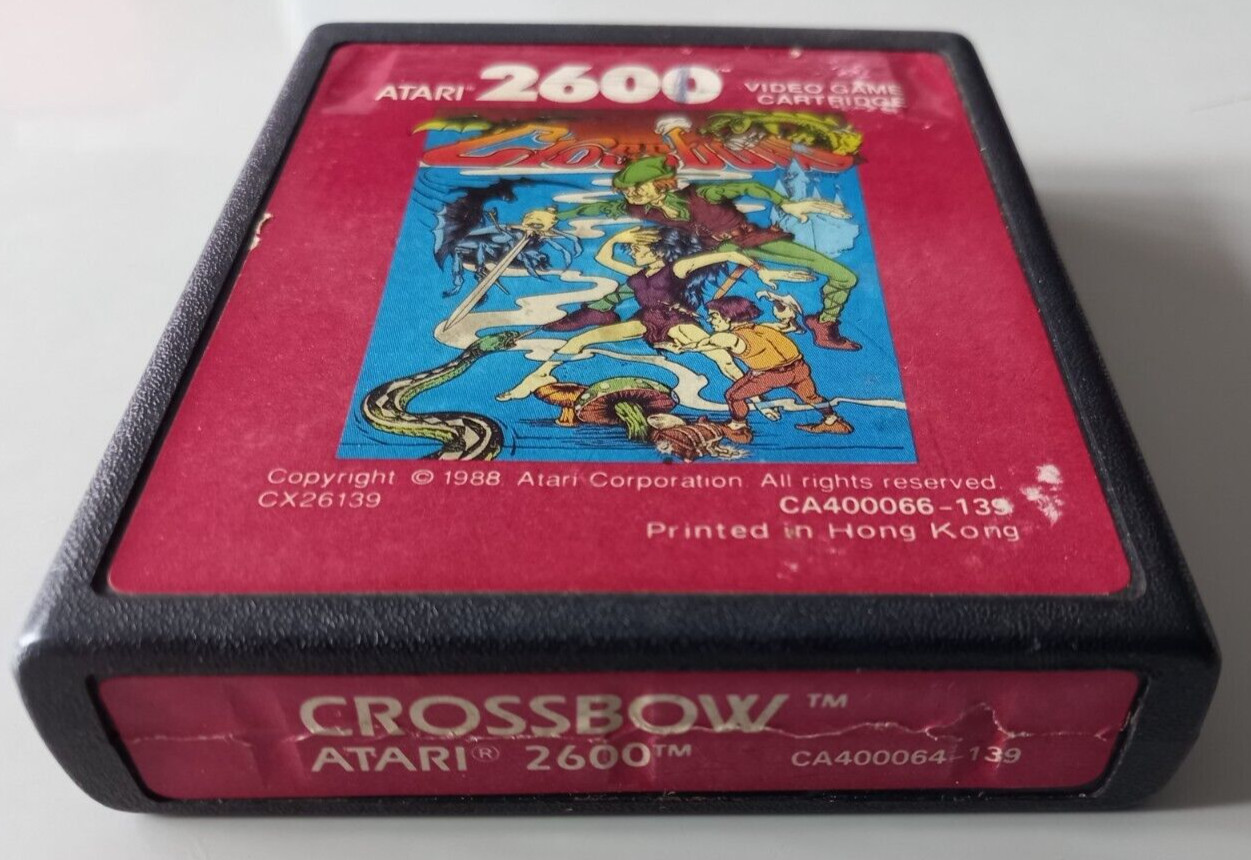 ATARI® 2600™ VIDEO GAME
CARTRIDGE
Crossbow
Copyright © 1988 Atari Corporation All rights reserved.
CX26139 CA400066-139
Printed in Hong Kong
CROSSBOW™
ATARI® 2600™ CA400064-139